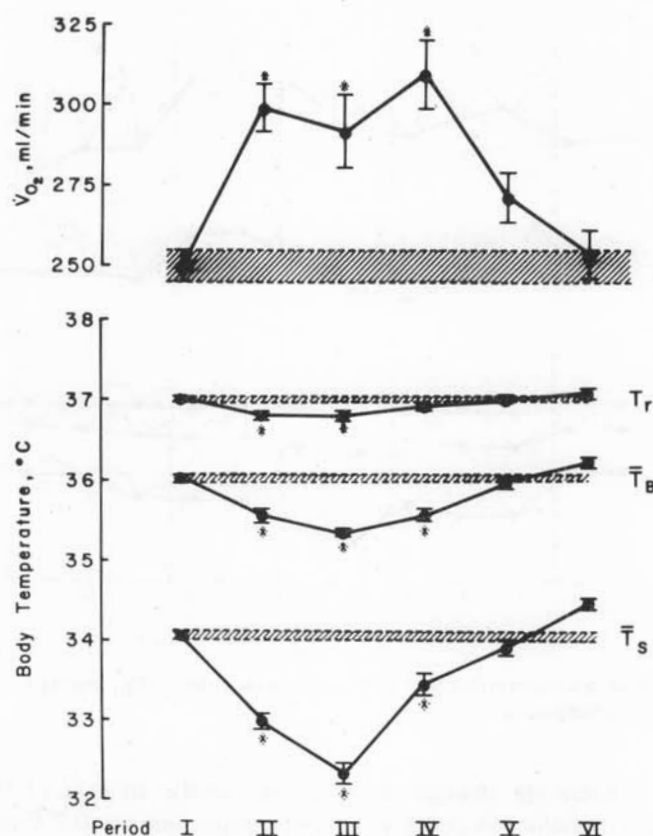 325
300
275
250
V̇O₂, ml/min
38
37
36
35
34
33
32
Body Temperature, °C
Tr
T̿B
T̿S
* * *
* *
* * *
* * *
Period I II III IV V VI